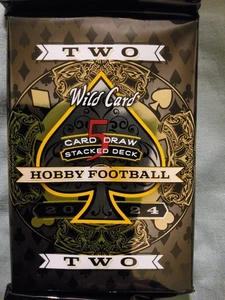 TWO
Wild Card
5
CARD DRAW
STACKED DECK
HOBBY FOOTBALL
2024
TWO